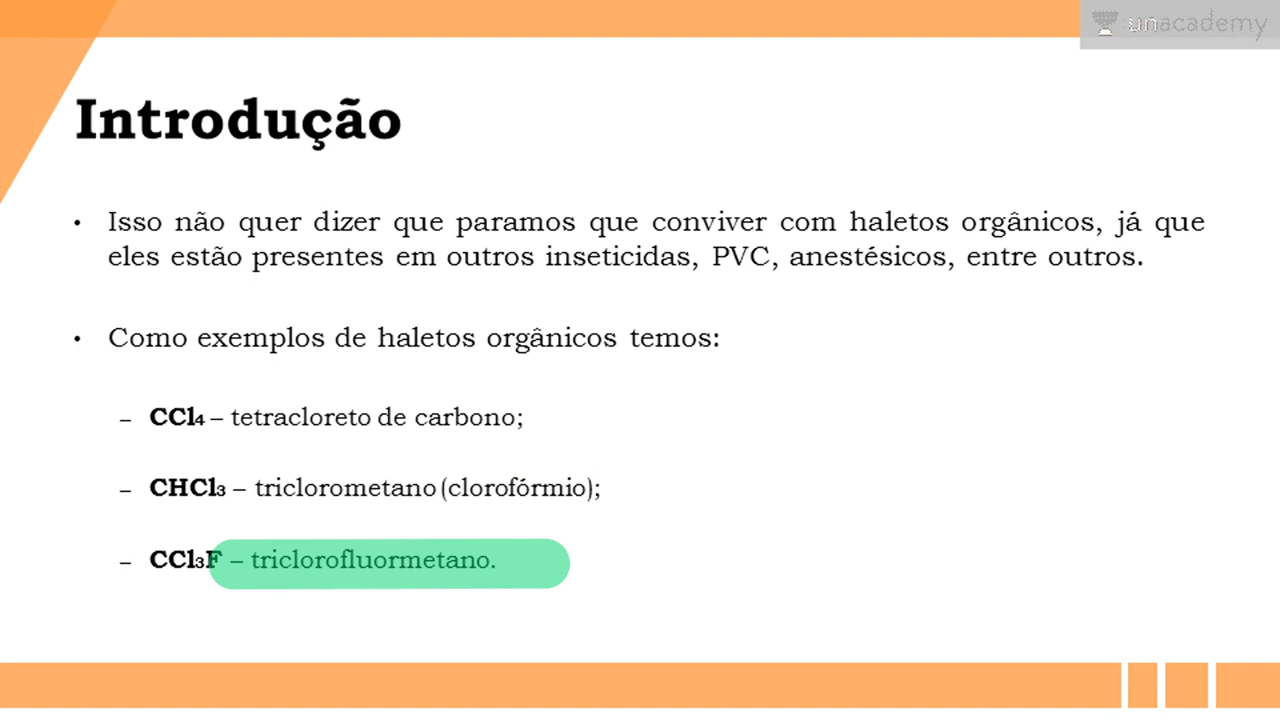 unacademy
Introdução
• Isso não quer dizer que paramos que conviver com haletos orgânicos, já que
eles estão presentes em outros inseticidas, PVC, anestésicos, entre outros.
• Como exemplos de haletos orgânicos temos:
– CCl₄ – tetracloreto de carbono;
– CHCl₃ – triclorometano (clorofórmio);
– CCl₃F – triclorofluormetano.